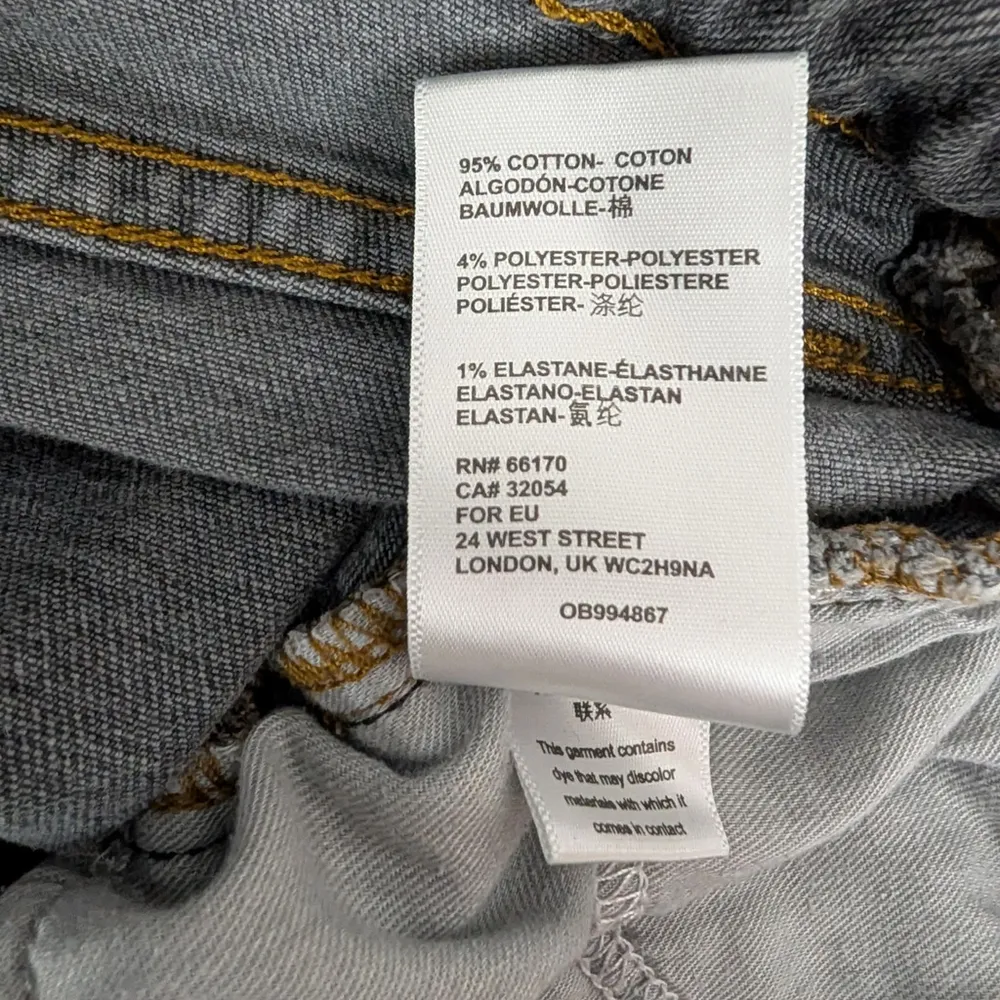 95% COTTON- COTON
ALGODÓN-COTONE
BAUMWOLLE-棉
4% POLYESTER-POLYESTER
POLYESTER-POLIESTERE
POLIÉSTER- 涤纶
1% ELASTANE-ÉLASTHANNE
ELASTANO-ELASTAN
ELASTAN-氨纶
RN# 66170
CA# 32054
FOR EU
24 WEST STREET
LONDON, UK WC2H9NA
OB994867
联系
This garment contains
dye that may discolor
materials with which it
comes in contact